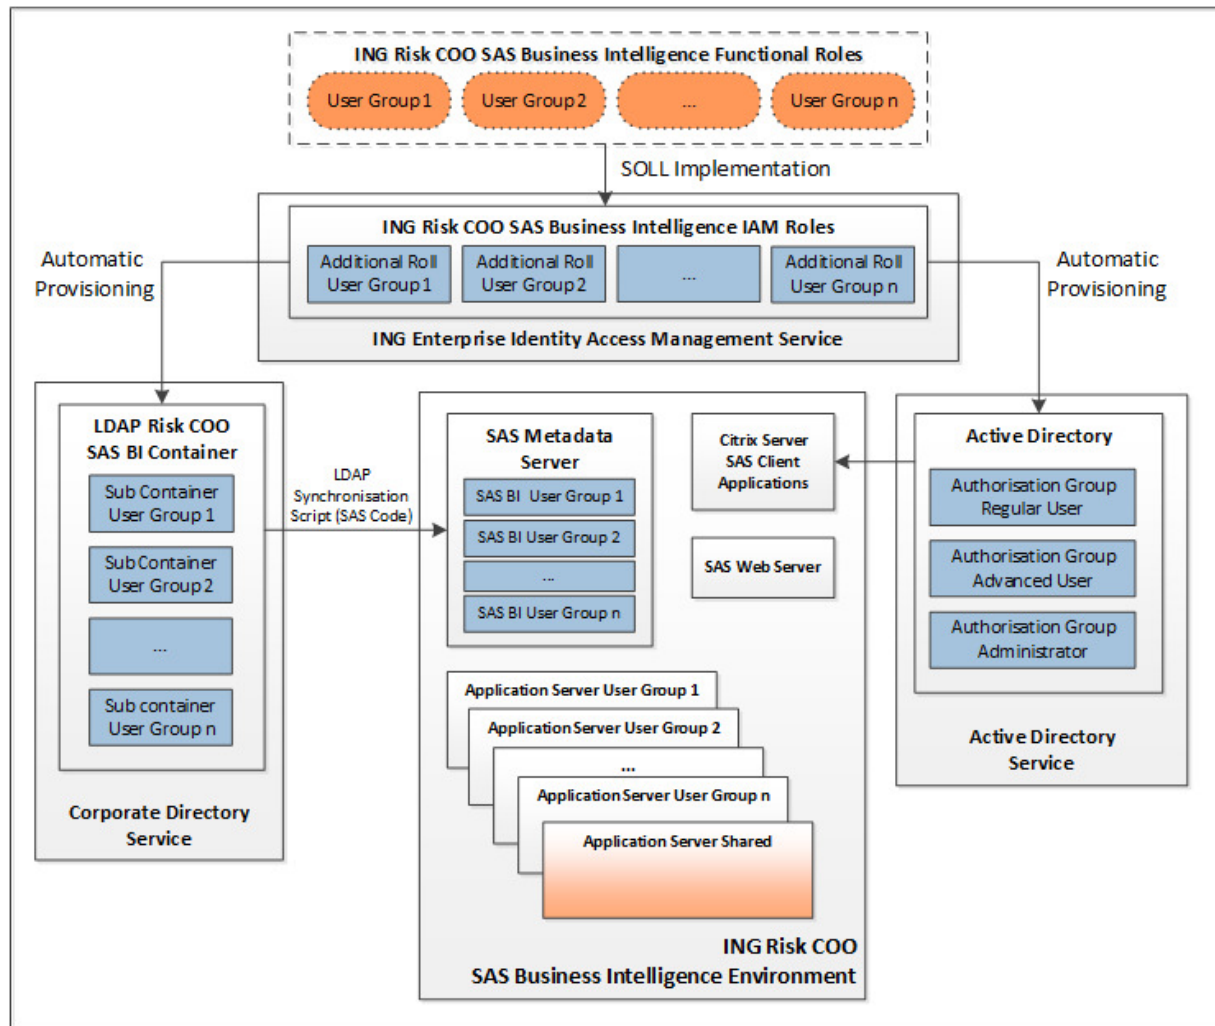 ING Risk COO SAS Business Intelligence Functional Roles
User Group 1
User Group 2
...
User Group n
SOLL Implementation
ING Risk COO SAS Business Intelligence IAM Roles
Additional Roll
User Group 1
Additional Roll
User Group 2
...
Additional Roll
User Group n
ING Enterprise Identity Access Management Service
Automatic
Provisioning
Automatic
Provisioning
LDAP Risk COO
SAS BI Container
Sub Container
User Group 1
Sub Container
User Group 2
...
Sub container
User Group n
Corporate Directory
Service
LDAP
Synchronisation
Script (SAS Code)
SAS Metadata
Server
SAS BI User Group 1
SAS BI User Group 2
...
SAS BI User Group n
Citrix Server
SAS Client
Applications
SAS Web Server
Application Server User Group 1
Application Server User Group 2
...
Application Server User Group n
Application Server Shared
ING Risk COO
SAS Business Intelligence Environment
Active Directory
Authorisation Group
Regular User
Authorisation Group
Advanced User
Authorisation Group
Administrator
Active Directory
Service